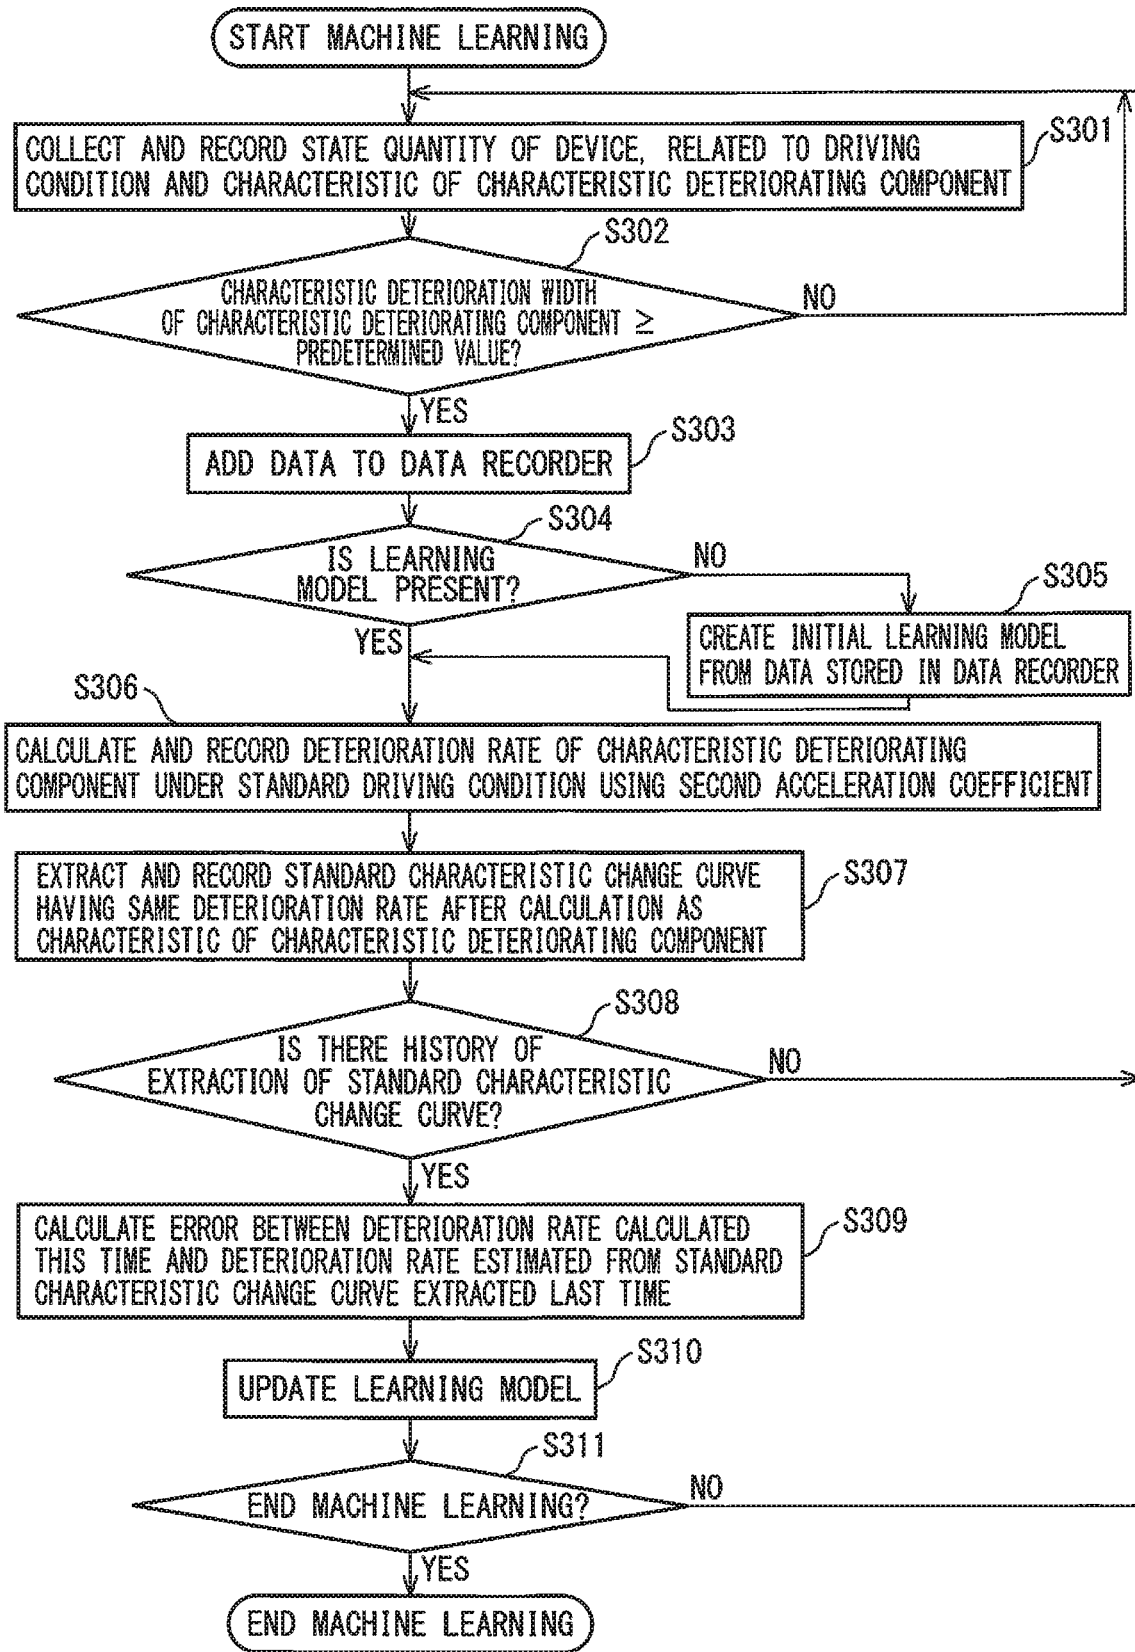 START MACHINE LEARNING
S301
COLLECT AND RECORD STATE QUANTITY OF DEVICE, RELATED TO DRIVING
CONDITION AND CHARACTERISTIC OF CHARACTERISTIC DETERIORATING COMPONENT
S302
CHARACTERISTIC DETERIORATION WIDTH
OF CHARACTERISTIC DETERIORATING COMPONENT ≥
PREDETERMINED VALUE?
NO
YES
S303
ADD DATA TO DATA RECORDER
S304
IS LEARNING
MODEL PRESENT?
NO
YES
S305
CREATE INITIAL LEARNING MODEL
FROM DATA STORED IN DATA RECORDER
S306
CALCULATE AND RECORD DETERIORATION RATE OF CHARACTERISTIC DETERIORATING
COMPONENT UNDER STANDARD DRIVING CONDITION USING SECOND ACCELERATION COEFFICIENT
S307
EXTRACT AND RECORD STANDARD CHARACTERISTIC CHANGE CURVE
HAVING SAME DETERIORATION RATE AFTER CALCULATION AS
CHARACTERISTIC OF CHARACTERISTIC DETERIORATING COMPONENT
S308
IS THERE HISTORY OF
EXTRACTION OF STANDARD CHARACTERISTIC
CHANGE CURVE?
NO
YES
S309
CALCULATE ERROR BETWEEN DETERIORATION RATE CALCULATED
THIS TIME AND DETERIORATION RATE ESTIMATED FROM STANDARD
CHARACTERISTIC CHANGE CURVE EXTRACTED LAST TIME
S310
UPDATE LEARNING MODEL
S311
END MACHINE LEARNING?
NO
YES
END MACHINE LEARNING